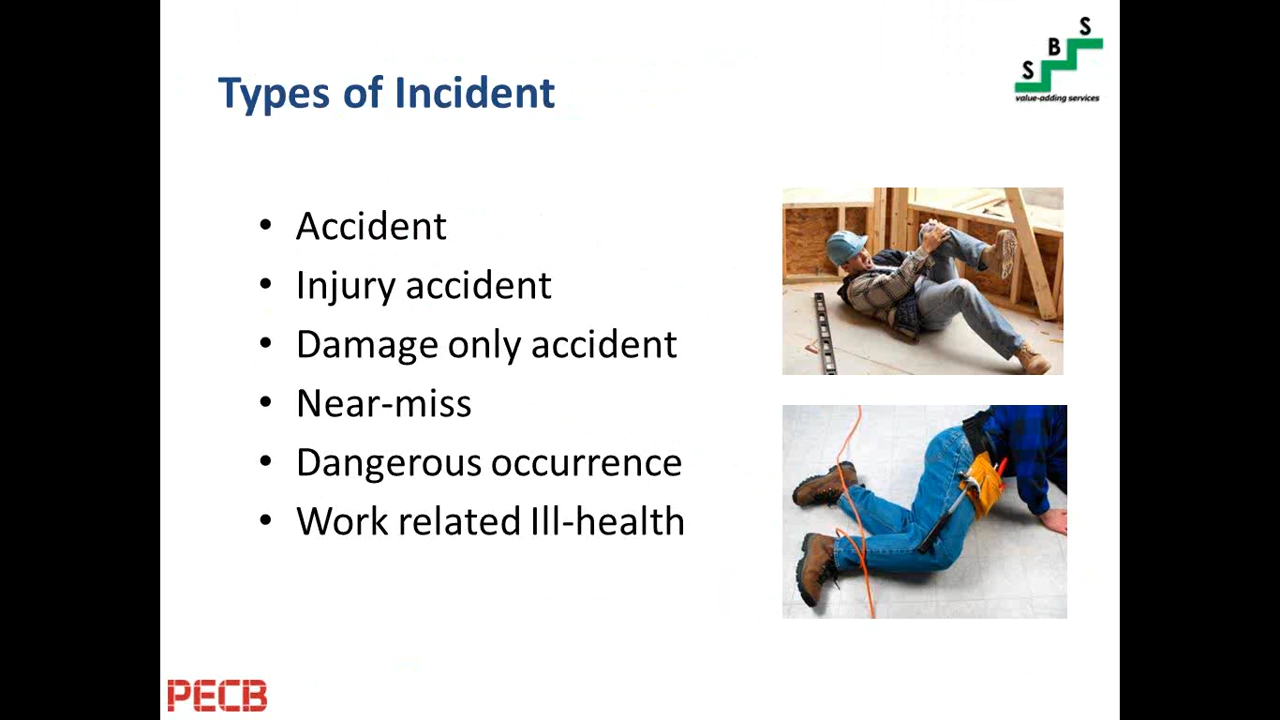 Types of Incident
S
B
S
value-adding services
• Accident
• Injury accident
• Damage only accident
• Near-miss
• Dangerous occurrence
• Work related Ill-health
PECB